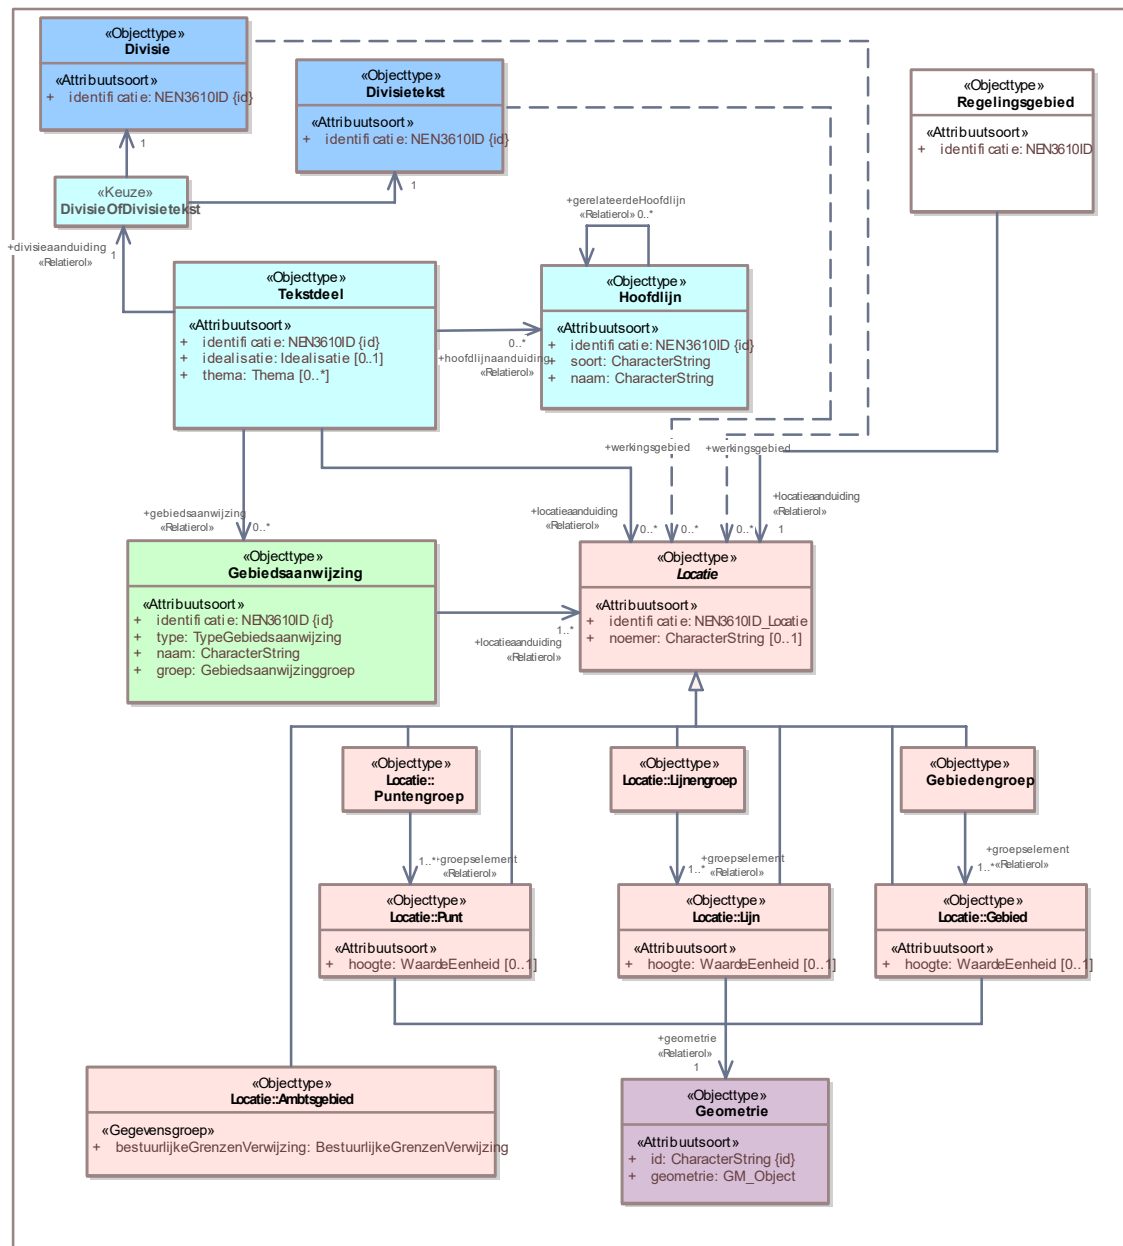 «Objecttype»
Divisie
«Attribuutsoort»
+ identificatie: NEN3610ID {id}
«Objecttype»
Divisietekst
«Attribuutsoort»
+ identificatie: NEN3610ID {id}
«Objecttype»
Regelingsgebied
«Attribuutsoort»
+ identificatie: NEN3610ID
1
1
«Keuze»
DivisieOfDivisietekst
+divisieaanduiding
«Relatierol»
1
+gerelateerdeHoofdlijn
«Relatierol» 0..*
«Objecttype»
Tekstdeel
«Attribuutsoort»
+ identificatie: NEN3610ID {id}
+ idealisatie: Idealisatie [0..1]
+ thema: Thema [0..*]
0..*
+hoofdlijnaanduiding
«Relatierol»
«Objecttype»
Hoofdlijn
«Attribuutsoort»
+ identificatie: NEN3610ID {id}
+ soort: CharacterString
+ naam: CharacterString
+werkingsgebied
+werkingsgebied
+gebiedsaanwijzing
«Relatierol»
0..*
+locatieaanduiding
«Relatierol»
0..*
0..*
0..*
+locatieaanduiding
«Relatierol»
1
«Objecttype»
Gebiedsaanwijzing
«Attribuutsoort»
+ identificatie: NEN3610ID {id}
+ type: TypeGebiedsaanwijzing
+ naam: CharacterString
+ groep: Gebiedsaanwijzinggroep
1..*
+locatieaanduiding
«Relatierol»
«Objecttype»
Locatie
«Attribuutsoort»
+ identificatie: NEN3610ID_Locatie
+ noemer: CharacterString [0..1]
«Objecttype»
Locatie::
Puntengroep
«Objecttype»
Locatie::Lijnengroep
«Objecttype»
Gebiedengroep
1..*
+groepselement
«Relatierol»
1..*
+groepselement
«Relatierol»
1..*
+groepselement
«Relatierol»
«Objecttype»
Locatie::Punt
«Attribuutsoort»
+ hoogte: WaardeEenheid [0..1]
«Objecttype»
Locatie::Lijn
«Attribuutsoort»
+ hoogte: WaardeEenheid [0..1]
«Objecttype»
Locatie::Gebied
«Attribuutsoort»
+ hoogte: WaardeEenheid [0..1]
+geometrie
«Relatierol»
1
«Objecttype»
Locatie::Ambtsgebied
«Gegevensgroep»
+ bestuurlijkeGrenzenVerwijzing: BestuurlijkeGrenzenVerwijzing
«Objecttype»
Geometrie
«Attribuutsoort»
+ id: CharacterString {id}
+ geometrie: GM_Object